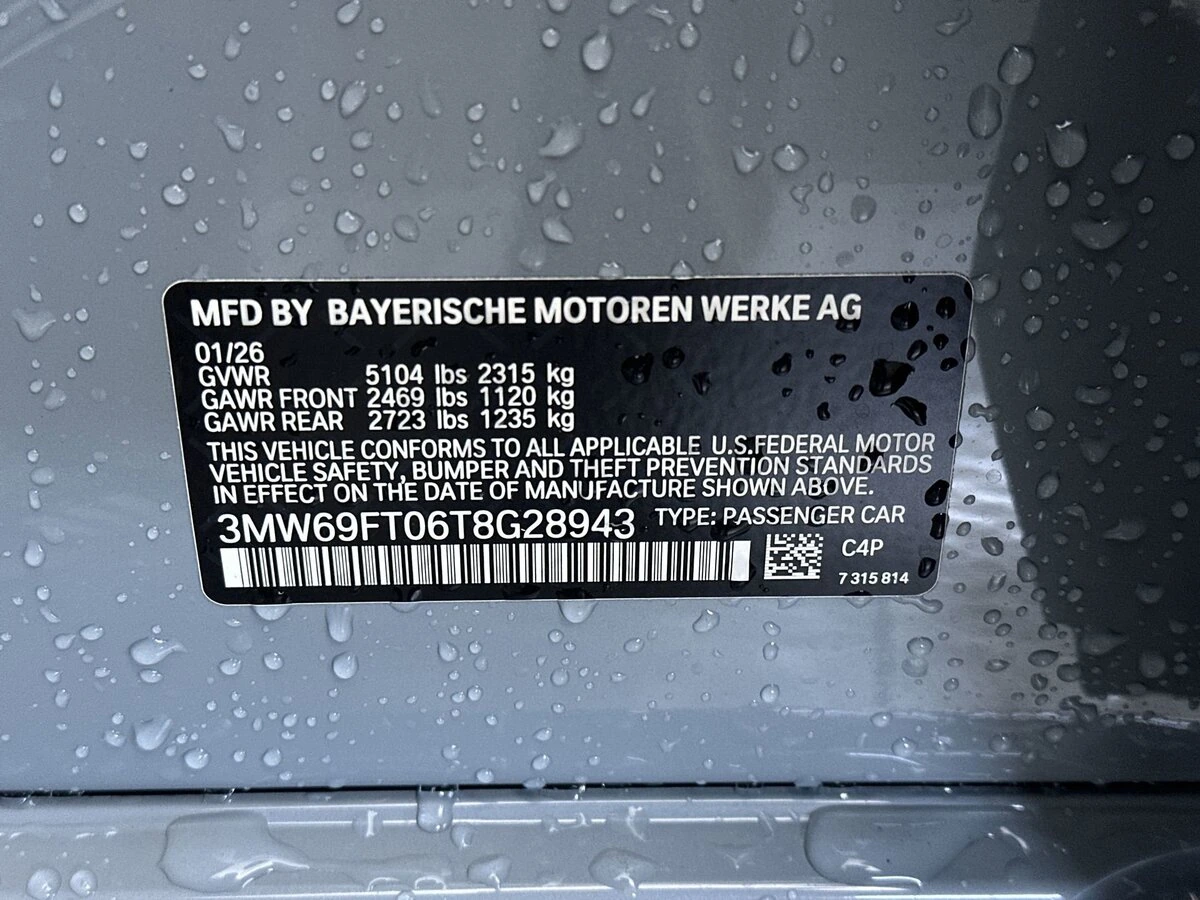 MFD BY BAYERISCHE MOTOREN WERKE AG
01/26
GVWR 5104 lbs 2315 kg
GAWR FRONT 2469 lbs 1120 kg
GAWR REAR 2723 lbs 1235 kg
THIS VEHICLE CONFORMS TO ALL APPLICABLE U.S.FEDERAL MOTOR
VEHICLE SAFETY, BUMPER AND THEFT PREVENTION STANDARDS
IN EFFECT ON THE DATE OF MANUFACTURE SHOWN ABOVE.
3MW69FT06T8G28943 TYPE: PASSENGER CAR
C4P
7 315 814